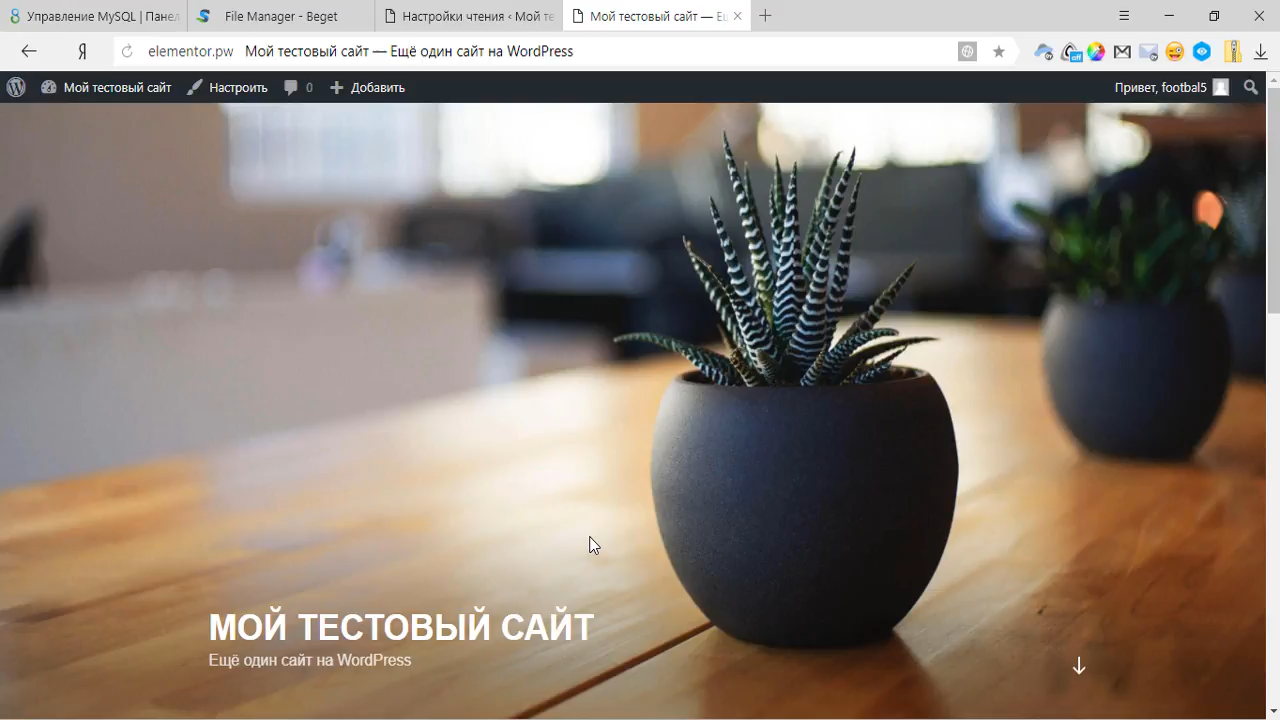 Управление MySQL | Панел
File Manager - Beget
Настройки чтения ‹ Мой те
Мой тестовый сайт — Ещ
Я
elementor.pw Мой тестовый сайт — Ещё один сайт на WordPress
off
Мой тестовый сайт
Настроить
0
Добавить
Привет, footbal5
МОЙ ТЕСТОВЫЙ САЙТ
Ещё один сайт на WordPress